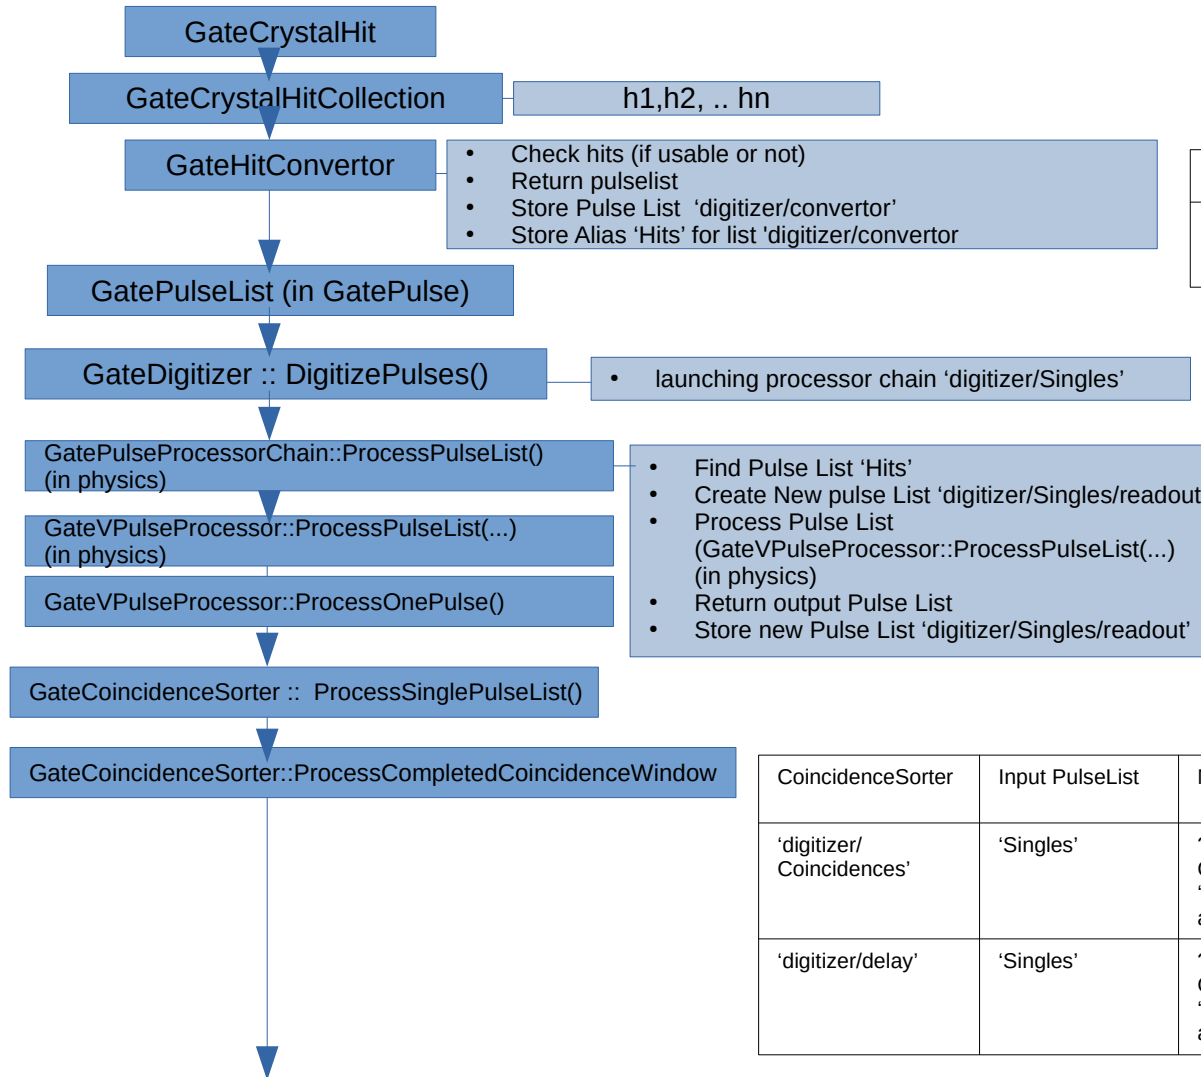 GateCrystalHit
GateCrystalHitCollection
h1,h2, .. hn
GateHitConvertor
• Check hits (if usable or not)
• Return pulselist
• Store Pulse List ‘digitizer/convertor’
• Store Alias ‘Hits’ for list 'digitizer/convertor
GatePulseList (in GatePulse)
GateDigitizer :: DigitizePulses()
• launching processor chain ‘digitizer/Singles’
GatePulseProcessorChain::ProcessPulseList()
(in physics)
• Find Pulse List ‘Hits’
• Create New pulse List ‘digitizer/Singles/readout
• Process Pulse List
(GateVPulseProcessor::ProcessPulseList(...)
(in physics)
• Return output Pulse List
• Store new Pulse List ‘digitizer/Singles/readout’
GateVPulseProcessor::ProcessPulseList(...)
(in physics)
GateVPulseProcessor::ProcessOnePulse()
GateCoincidenceSorter :: ProcessSinglePulseList()
GateCoincidenceSorter::ProcessCompletedCoincidenceWindow
CoincidenceSorter
Input PulseList
‘digitizer/
Coincidences’
‘Singles’
‘digitizer/delay’
‘Singles’